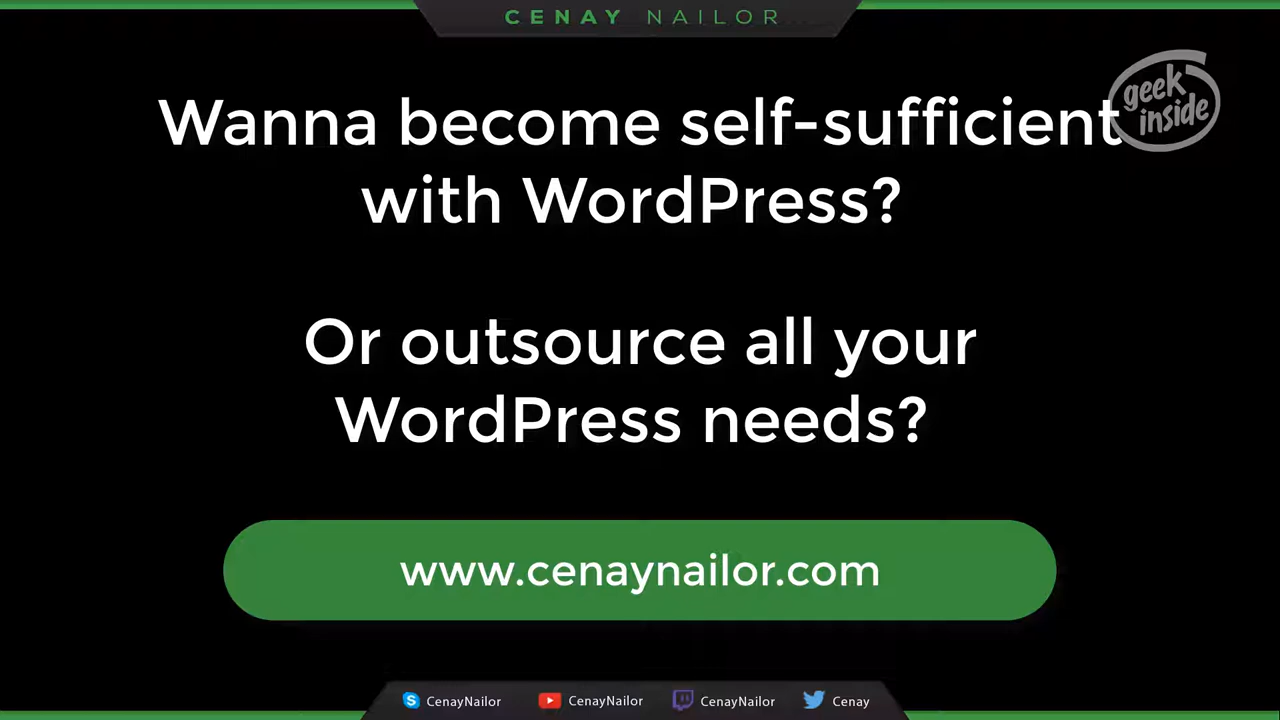 CENAY NAILOR
geek
inside
Wanna become self-sufficient
with WordPress?
Or outsource all your
WordPress needs?
www.cenaynailor.com
CenayNailor CenayNailor CenayNailor Cenay